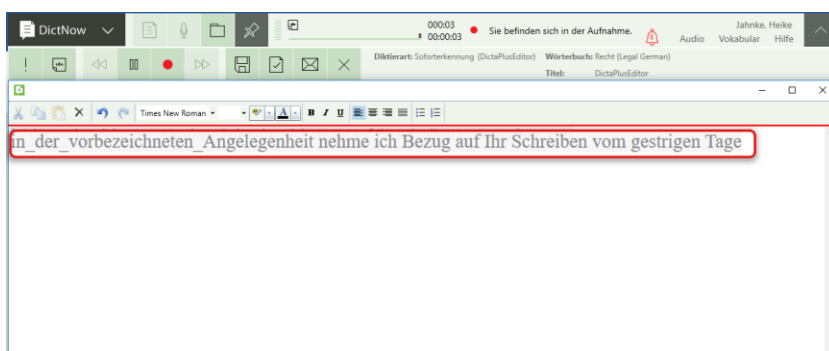 DictNow
000:03
00:00:03
Sie befinden sich in der Aufnahme.
5
Audio Vokabular Hilfe
Jahnke, Heike
Diktierart: Soforterkennung (DictaPlusEditor)
Wörterbuch: Recht (Legal German)
Titel: DictaPlusEditor
Times New Roman
B I U
in_der_vorbezeichneten_Angelegenheit nehme ich Bezug auf Ihr Schreiben vom gestrigen Tage